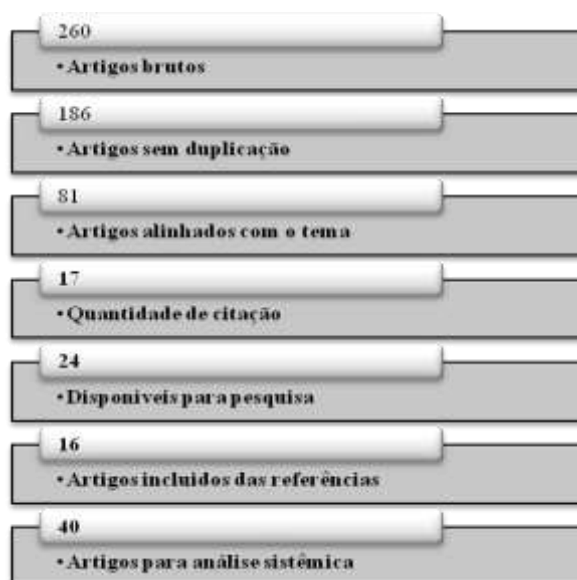 260
•Artigos brutos
186
•Artigos sem duplicação
81
•Artigos alinhados com o tema
17
•Quantidade de citação
24
•Disponiveis para pesquisa
16
•Artigos incluidos das referências
40
•Artigos para análise sistêmica